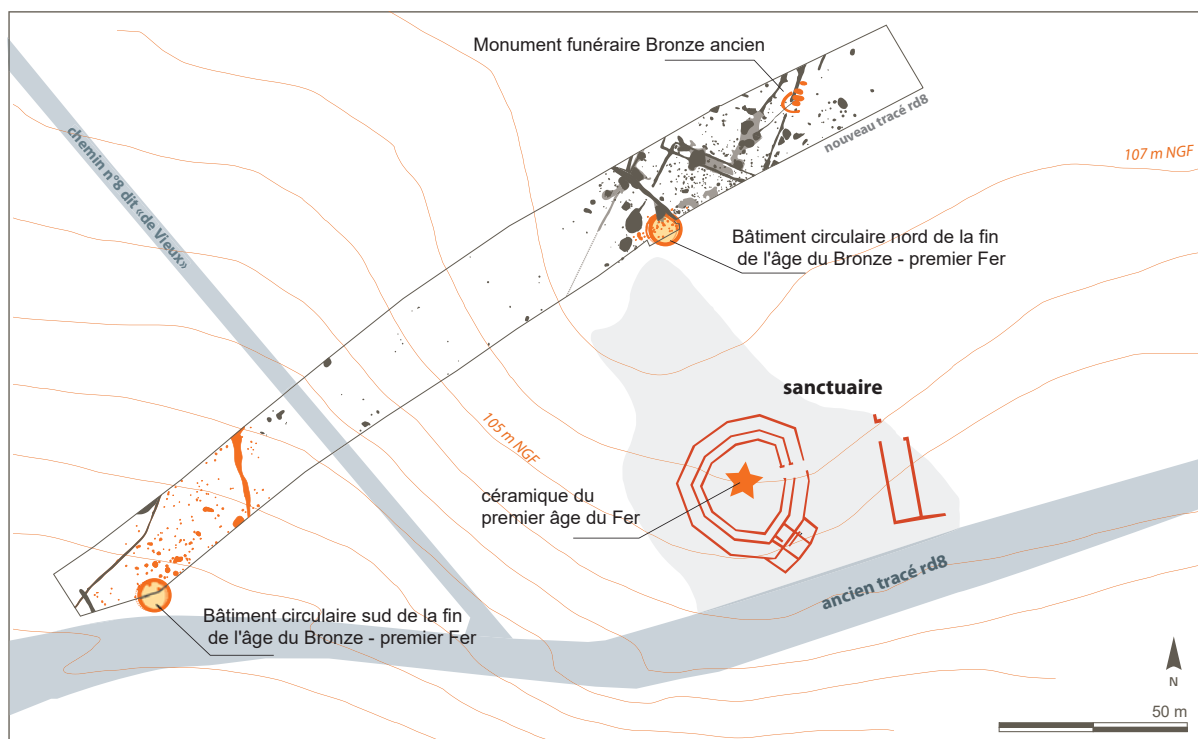 Monument funéraire Bronze ancien
nouveau tracé rd8
chemin n°8 dit «de Vieux»
107 m NGF
Bâtiment circulaire nord de la fin
de l'âge du Bronze - premier Fer
sanctuaire
105 m NGF
céramique du
premier âge du Fer
ancien tracé rd8
Bâtiment circulaire sud de la fin
de l'âge du Bronze - premier Fer
N
50 m